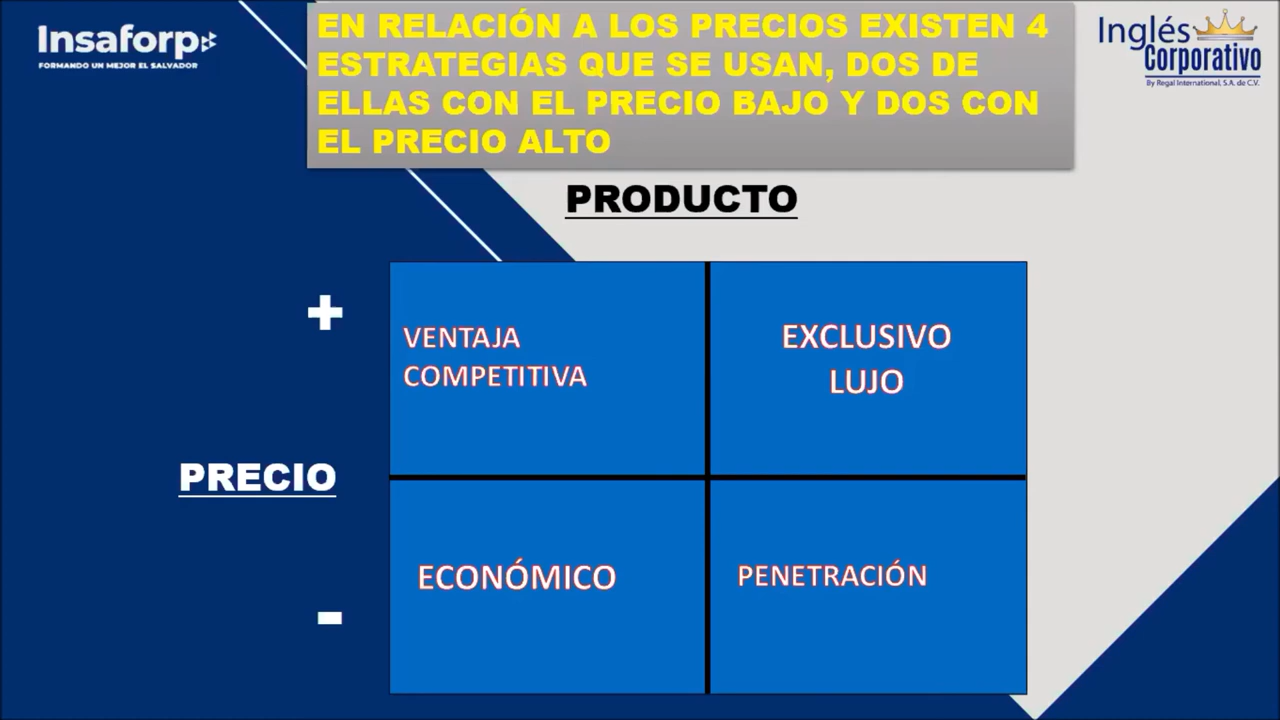 Insaforp
FORMANDO UN MEJOR EL SALVADOR
EN RELACIÓN A LOS PRECIOS EXISTEN 4
ESTRATEGIAS QUE SE USAN, DOS DE
ELLAS CON EL PRECIO BAJO Y DOS CON
EL PRECIO ALTO
Inglés
Corporativo
By Regal International, S.A. de C.V.
PRODUCTO
+
VENTAJA
COMPETITIVA
EXCLUSIVO
LUJO
PRECIO
ECONÓMICO
PENETRACIÓN
-